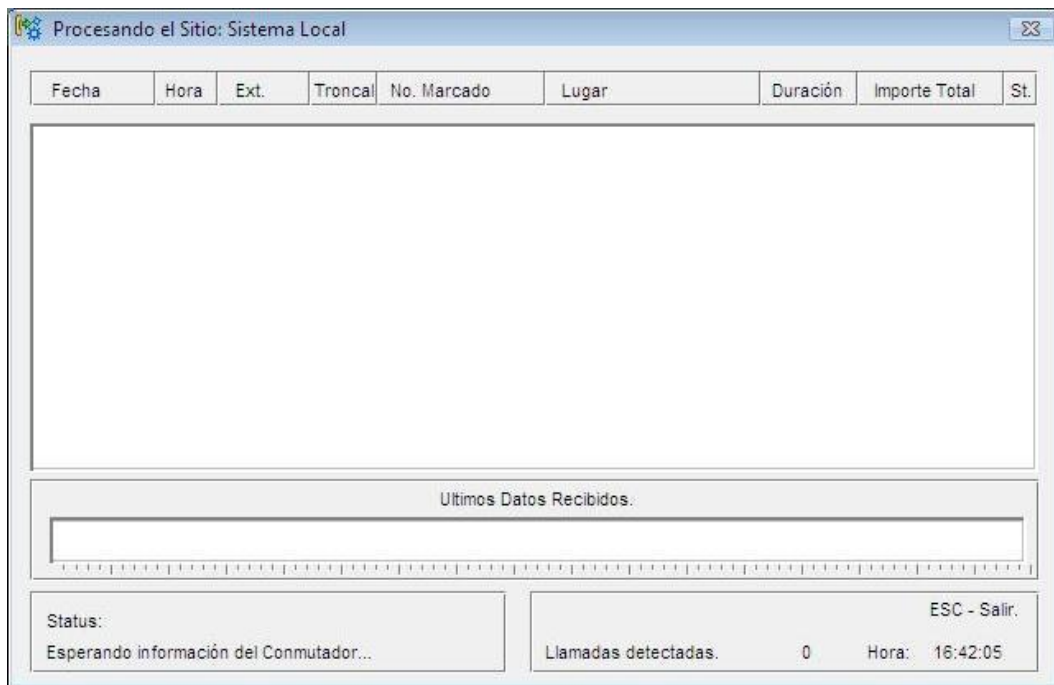 Procesando el Sitio: Sistema Local
Fecha Hora Ext. Troncal No. Marcado Lugar Duración Importe Total St.
Ultimos Datos Recibidos.
Status:
Esperando información del Conmutador...
ESC - Salir.
Llamadas detectadas. 0 Hora: 16:42:05